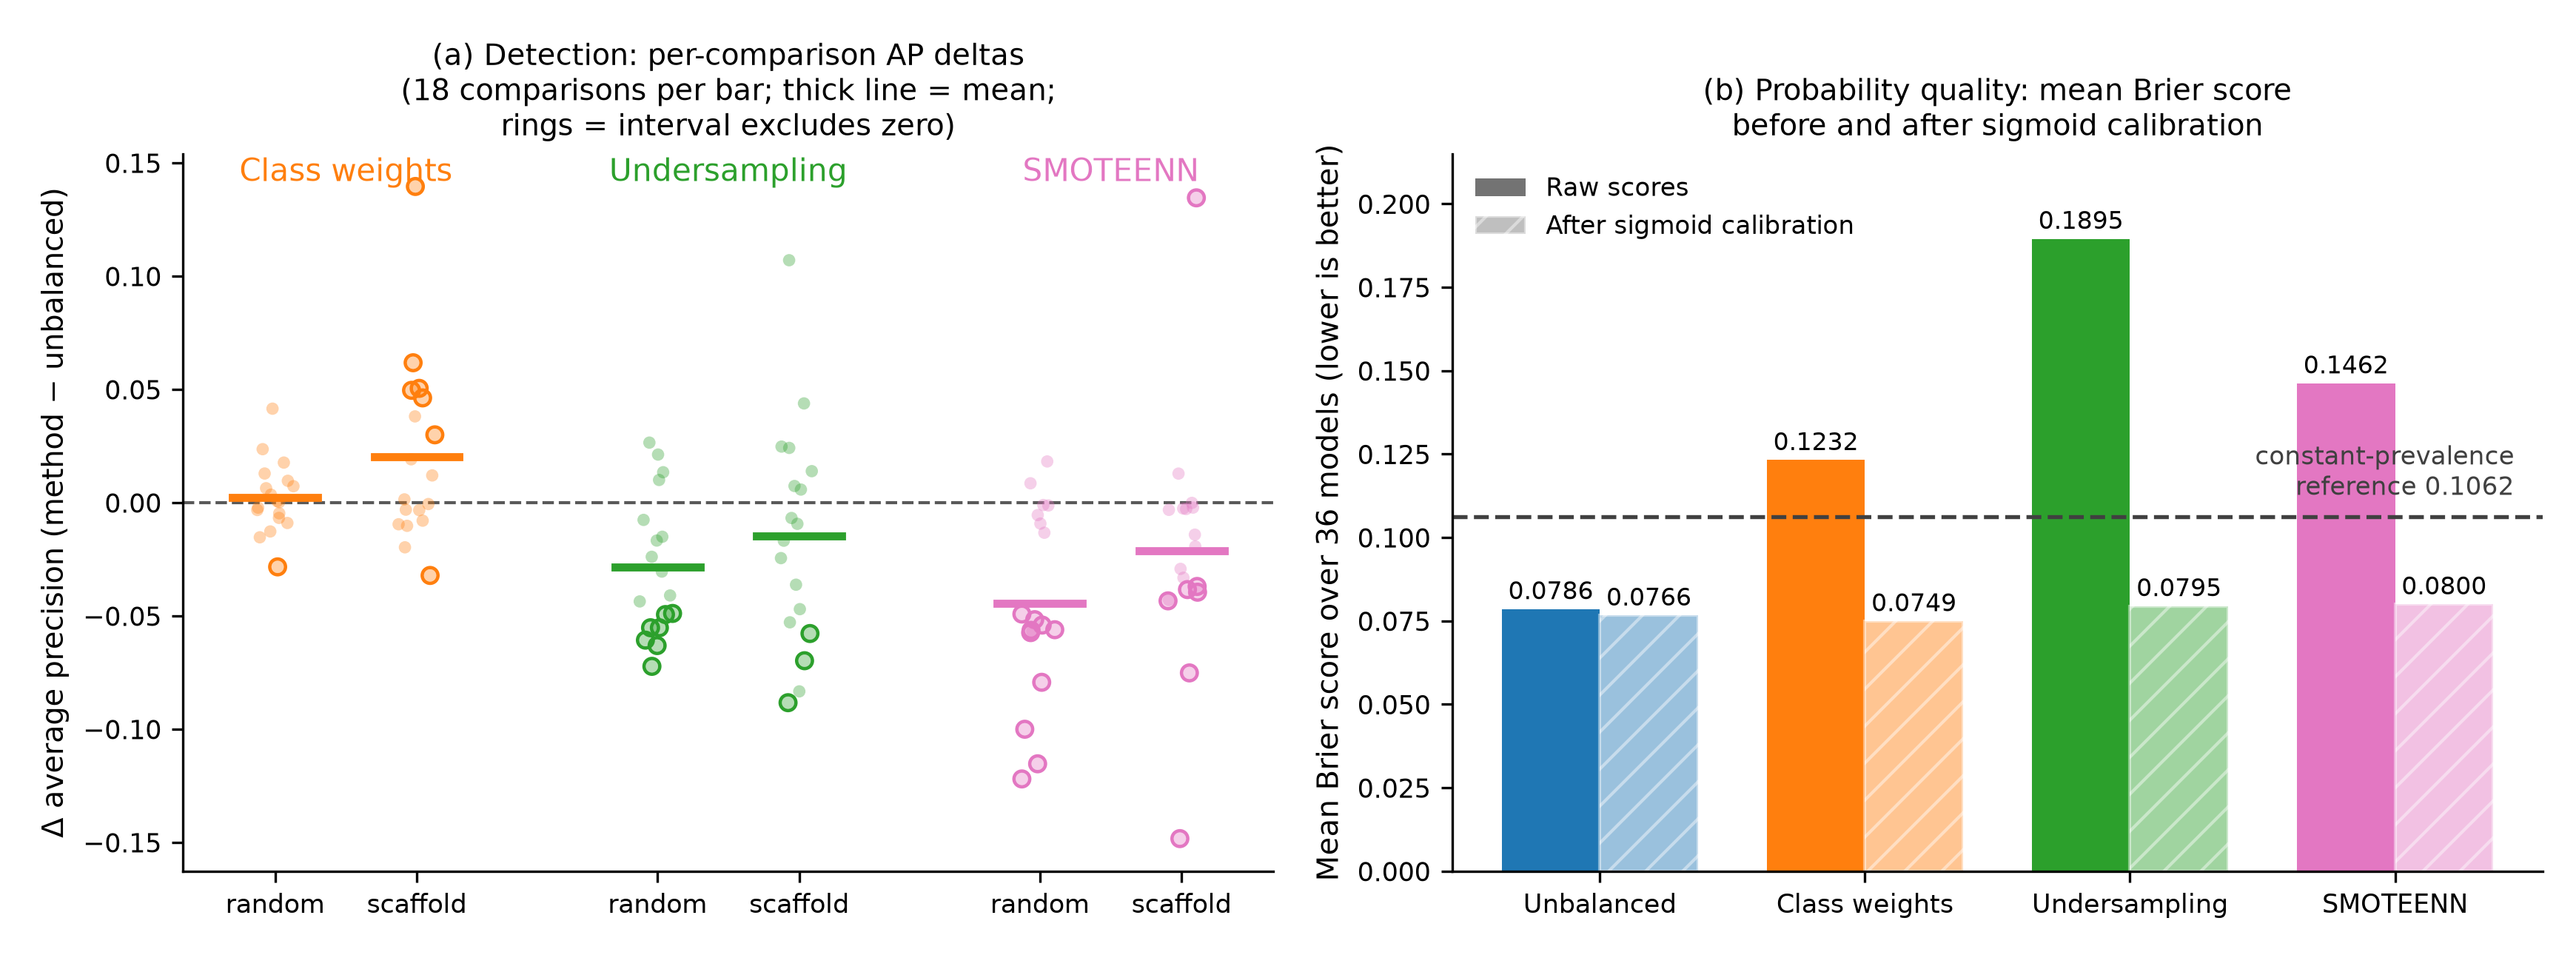 (a) Detection: per-comparison AP deltas
(18 comparisons per bar; thick line = mean;
rings = interval excludes zero)
Δ average precision (method − unbalanced)
0.15
0.10
0.05
0.00
−0.05
−0.10
−0.15
Class weights
Undersampling
SMOTEENN
random
scaffold
random
scaffold
random
scaffold
(b) Probability quality: mean Brier score
before and after sigmoid calibration
Mean Brier score over 36 models (lower is better)
0.200
0.175
0.150
0.125
0.100
0.075
0.050
0.025
0.000
Raw scores
After sigmoid calibration
0.0786
0.0766
0.1232
0.0749
0.1895
0.0795
0.1462
0.0800
constant-prevalence
reference 0.1062
Unbalanced
Class weights
Undersampling
SMOTEENN